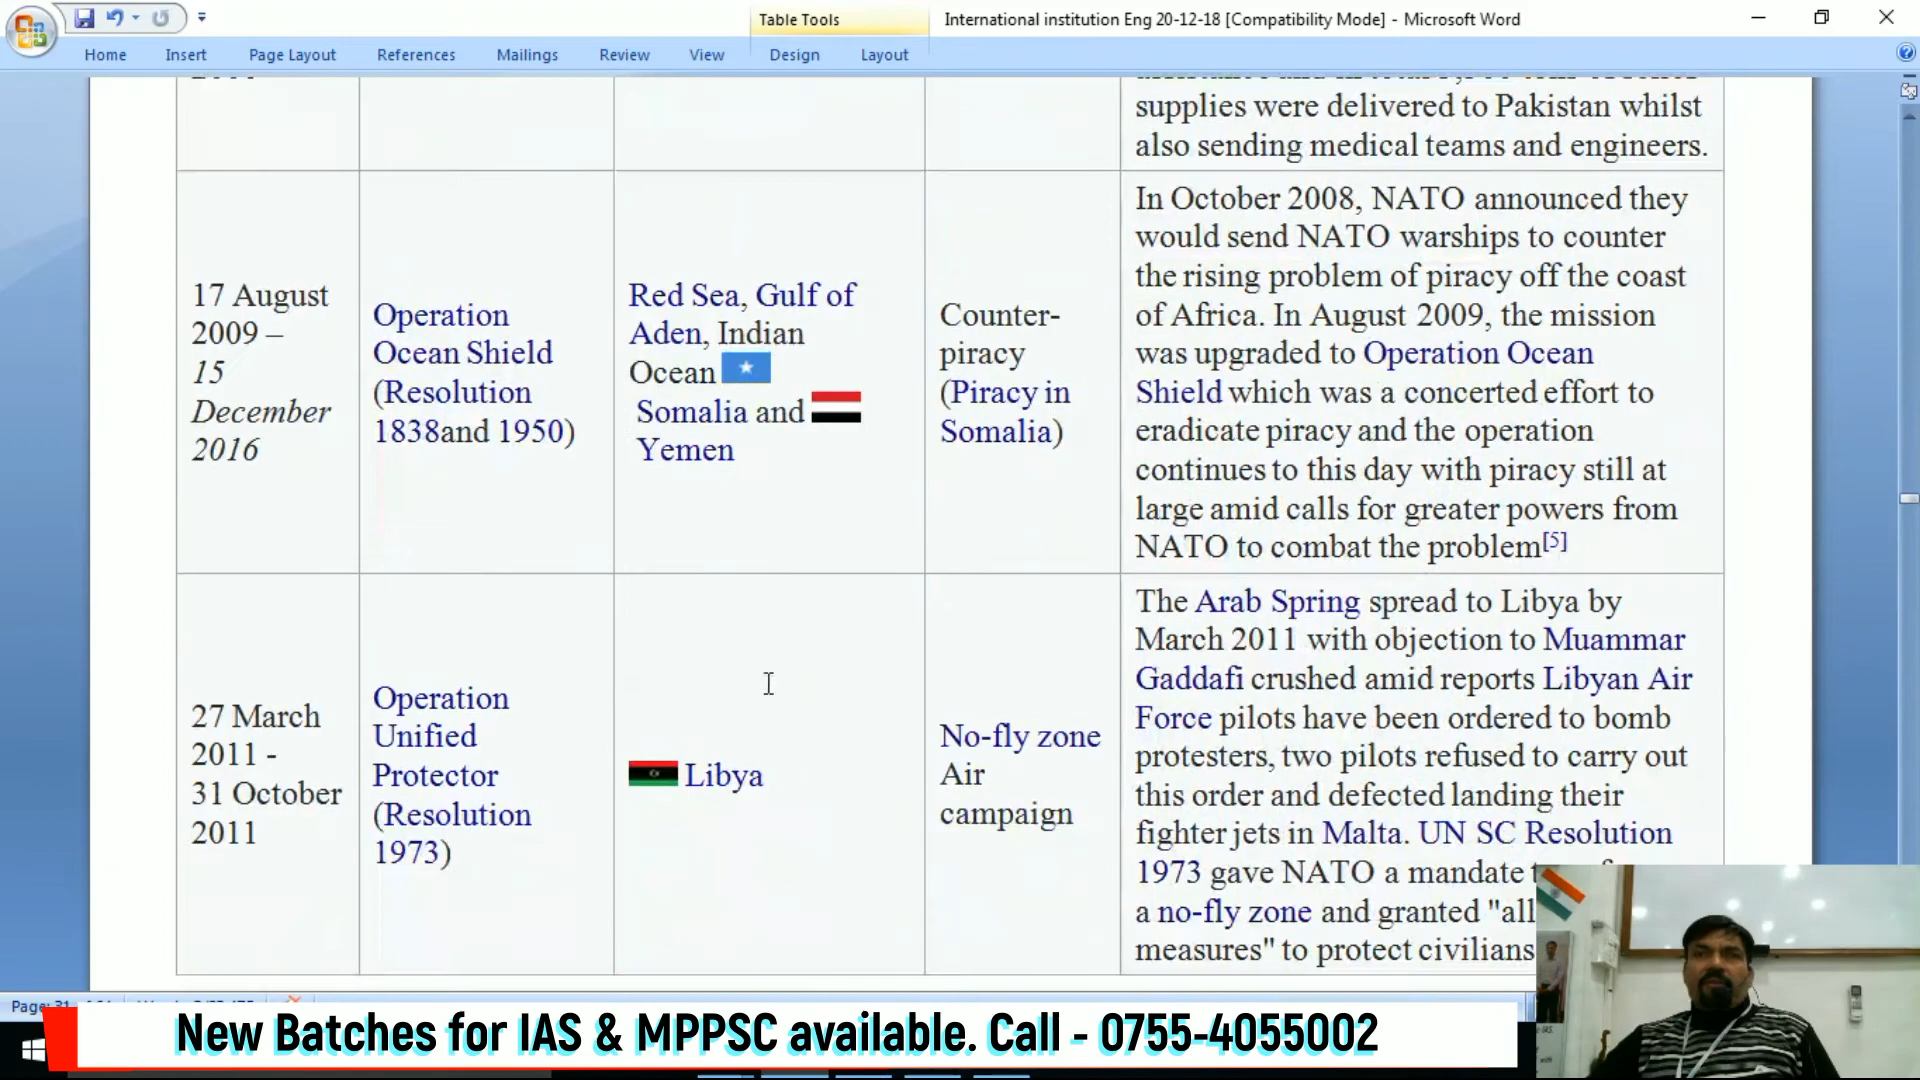 Table Tools
International institution Eng 20-12-18 [Compatibility Mode] - Microsoft Word
Home
Insert
Page Layout
References
Mailings
Review
View
Design
Layout
supplies were delivered to Pakistan whilst
also sending medical teams and engineers.
17 August
2009 –
15
December
2016
Operation
Ocean Shield
(Resolution
1838and 1950)
Red Sea, Gulf of
Aden, Indian
Ocean
Somalia and
Yemen
Counter-
piracy
(Piracy in
Somalia)
In October 2008, NATO announced they
would send NATO warships to counter
the rising problem of piracy off the coast
of Africa. In August 2009, the mission
was upgraded to Operation Ocean
Shield which was a concerted effort to
eradicate piracy and the operation
continues to this day with piracy still at
large amid calls for greater powers from
NATO to combat the problem[5]
27 March
2011 -
31 October
2011
Operation
Unified
Protector
(Resolution
1973)
Libya
No-fly zone
Air
campaign
The Arab Spring spread to Libya by
March 2011 with objection to Muammar
Gaddafi crushed amid reports Libyan Air
Force pilots have been ordered to bomb
protesters, two pilots refused to carry out
this order and defected landing their
fighter jets in Malta. UN SC Resolution
1973 gave NATO a mandate
a no-fly zone and granted "all
measures" to protect civilians
New Batches for IAS & MPPSC available. Call - 0755-4055002